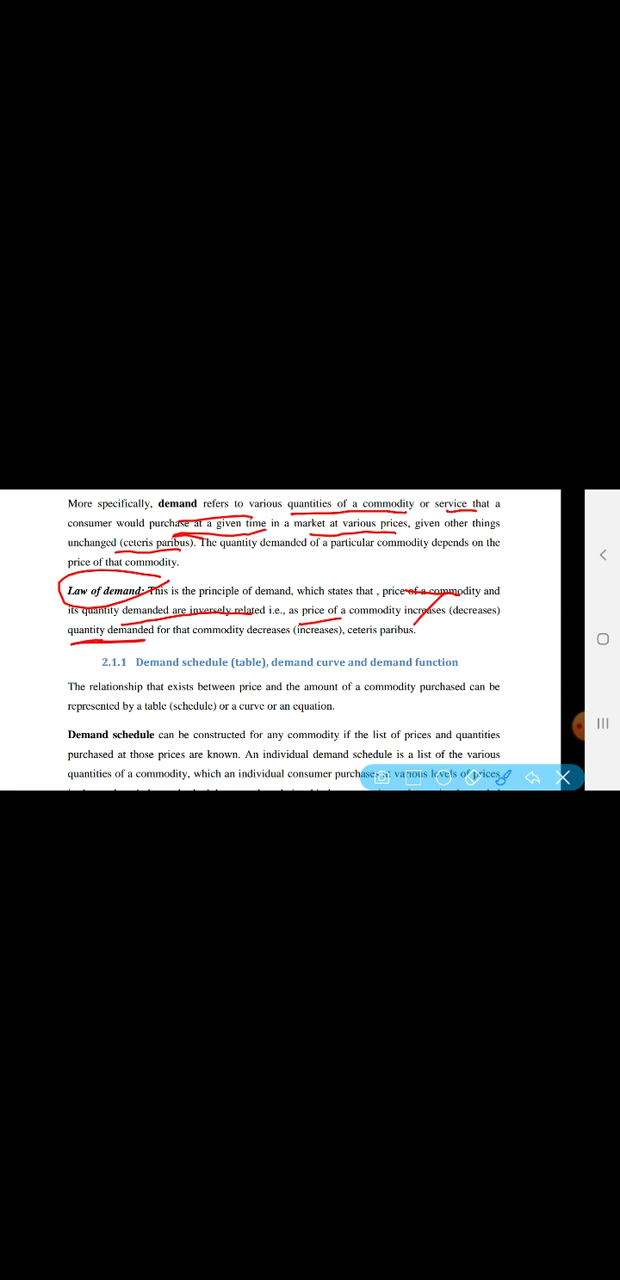 More specifically, demand refers to various quantities of a commodity or service that a
consumer would purchase at a given time in a market at various prices, given other things
unchanged (ceteris paribus). The quantity demanded of a particular commodity depends on the
price of that commodity.
Law of demand: This is the principle of demand, which states that , price of a commodity and
its quantity demanded are inversely related i.e., as price of a commodity increases (decreases)
quantity demanded for that commodity decreases (increases), ceteris paribus.
2.1.1 Demand schedule (table), demand curve and demand function
The relationship that exists between price and the amount of a commodity purchased can be
represented by a table (schedule) or a curve or an equation.
Demand schedule can be constructed for any commodity if the list of prices and quantities
purchased at those prices are known. An individual demand schedule is a list of the various
quantities of a commodity, which an individual consumer purchases at various levels of prices